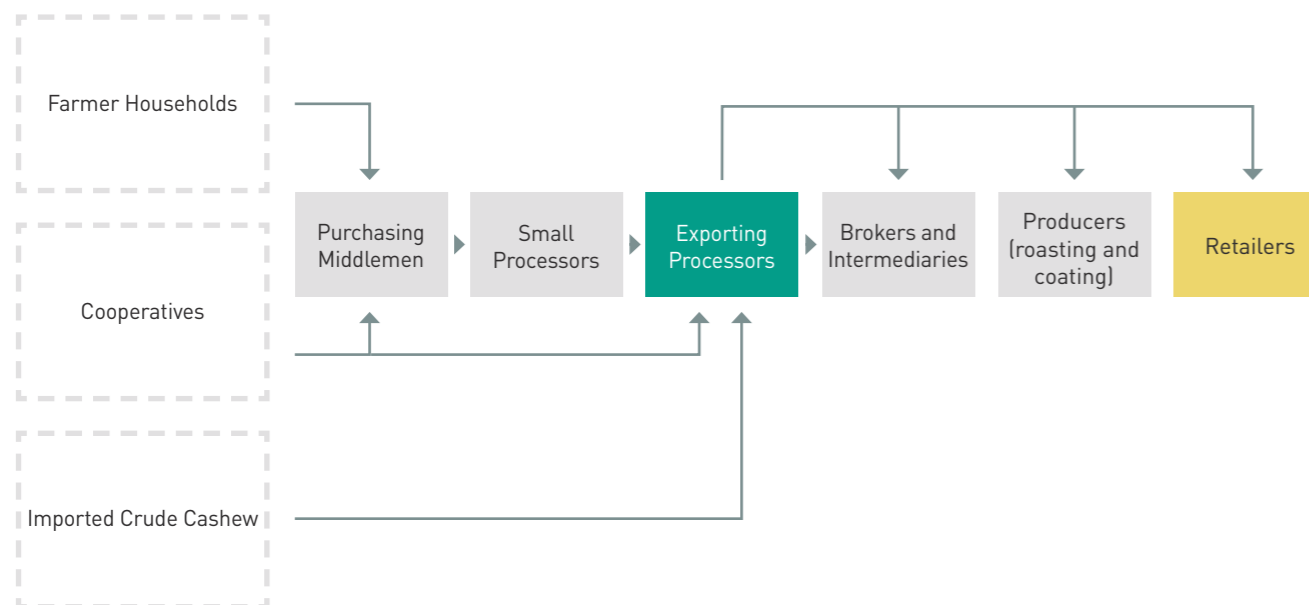 Farmer Households
Purchasing
Middlemen
Small
Processors
Exporting
Processors
Brokers and
Intermediaries
Producers
(roasting and
coating)
Retailers
Cooperatives
Imported Crude Cashew